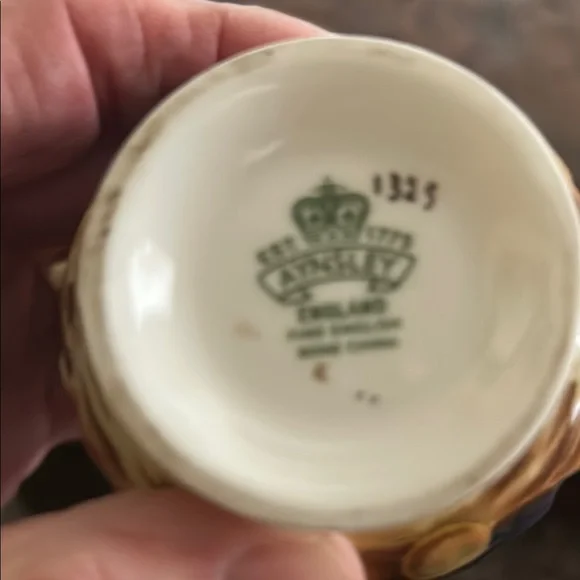 1325
EST. 1775
AYNSLEY
ENGLAND
FINE ENGLISH
BONE CHINA